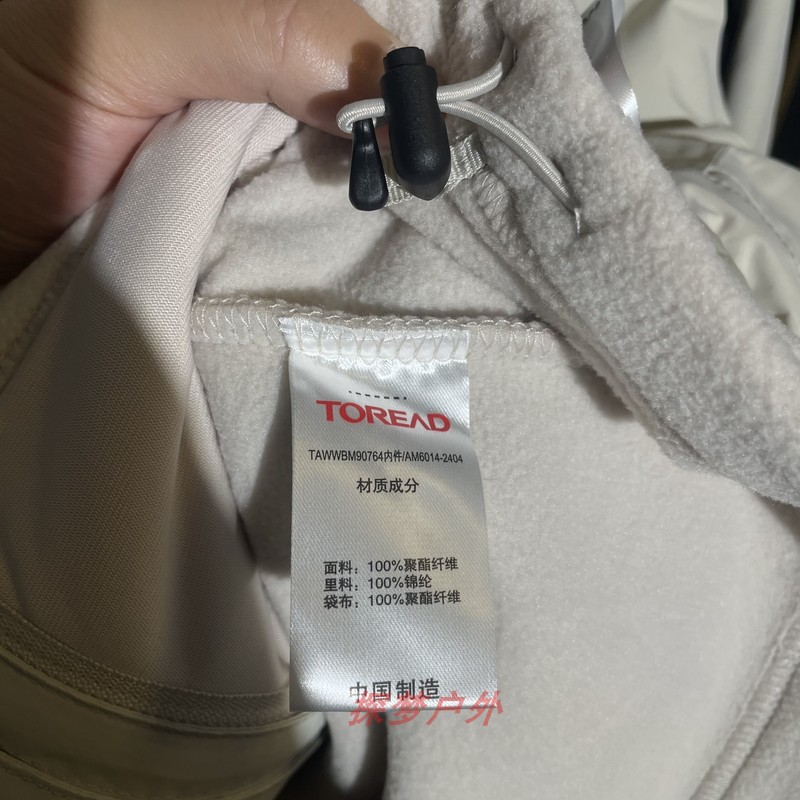 TOREAD
TAWWBM90764内件/AM6014-2404
材质成分
面料：100%聚酯纤维
里料：100%锦纶
袋布：100%聚酯纤维
中国制造
探梦户外